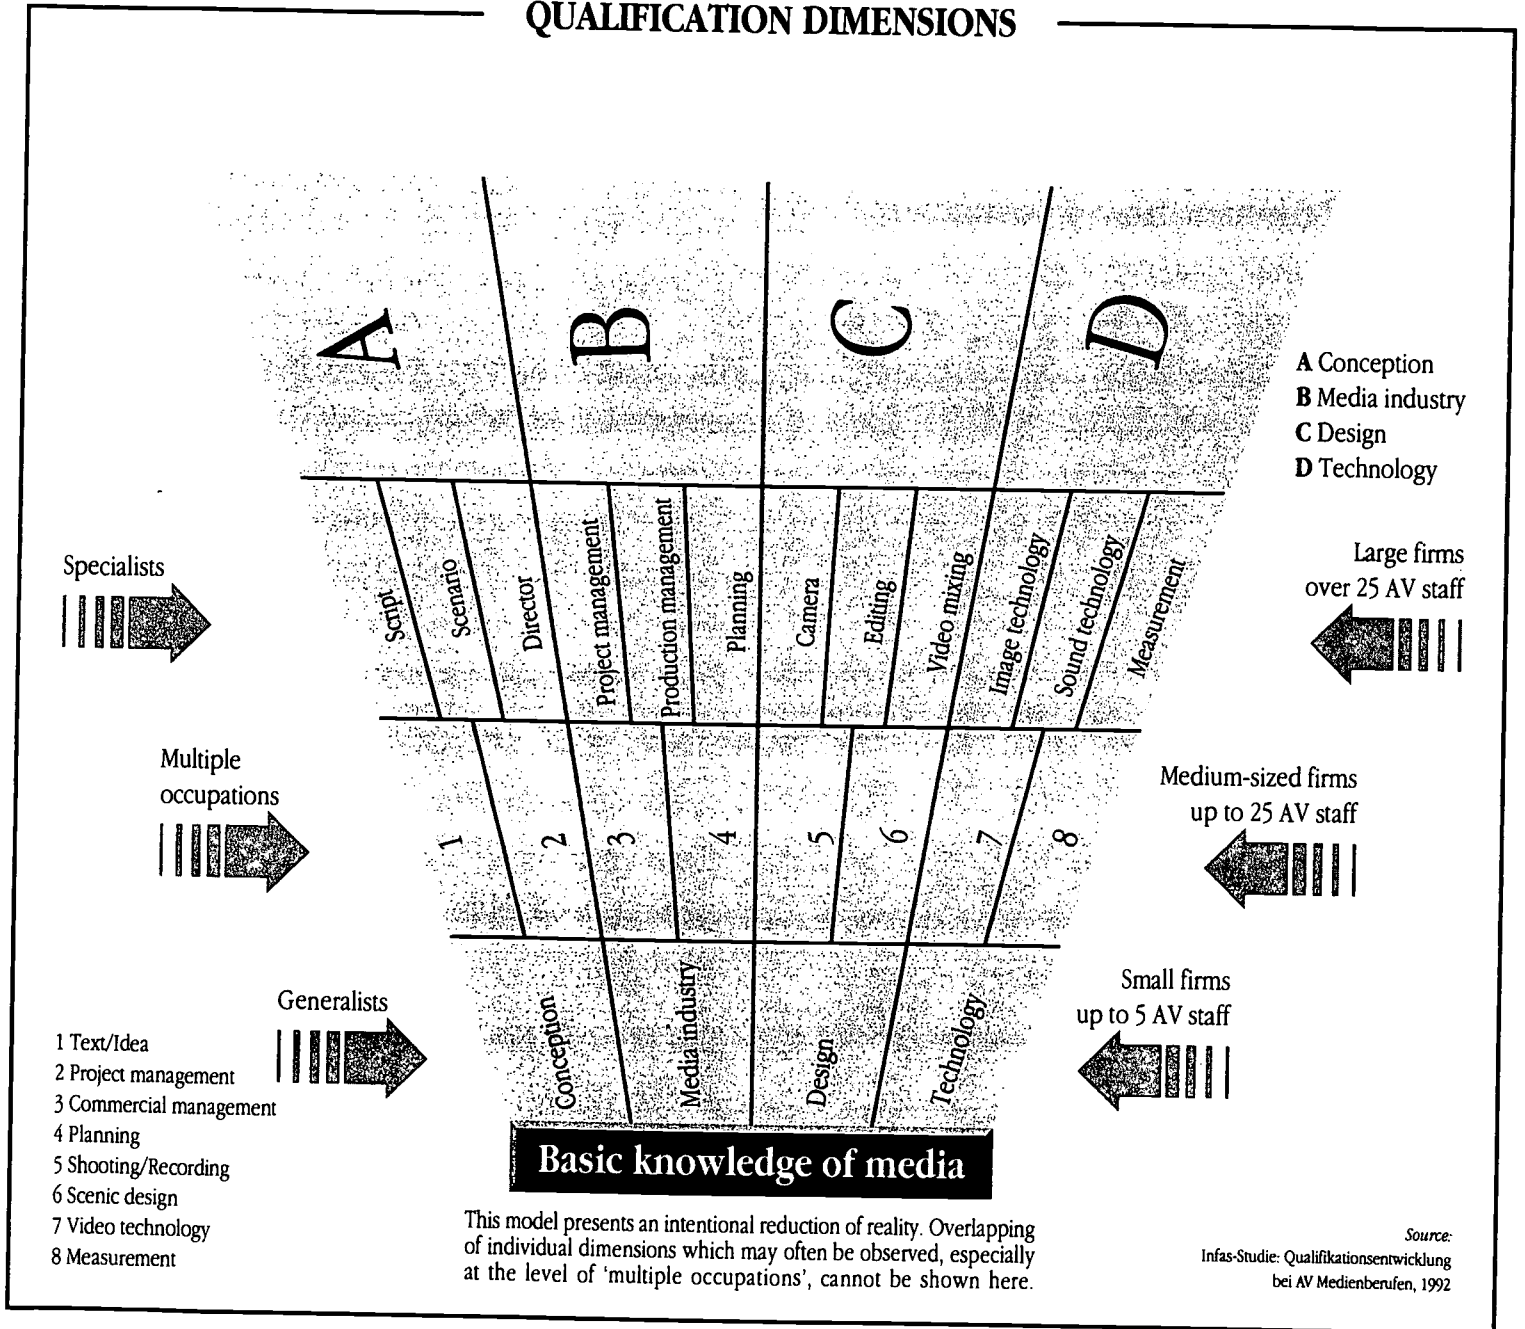 QUALIFICATION DIMENSIONS
A
B
C
D
A Conception
B Media industry
C Design
D Technology
Specialists
Script
Scenario
Director
Project management
Production management
Planning
Camera
Editing
Video mixing
Image technology
Sound technology
Measurement
Large firms
over 25 AV staff
Multiple
occupations
1
2
3
4
5
6
7
8
Medium-sized firms
up to 25 AV staff
Generalists
Conception
Media industry
Design
Technology
Small firms
up to 5 AV staff
1 Text/Idea
2 Project management
3 Commercial management
4 Planning
5 Shooting/Recording
6 Scenic design
7 Video technology
8 Measurement
Basic knowledge of media
This model presents an intentional reduction of reality. Overlapping
of individual dimensions which may often be observed, especially
at the level of 'multiple occupations', cannot be shown here.
Source:
Infas-Studie: Qualifikationsentwicklung
bei AV Medienberufen, 1992